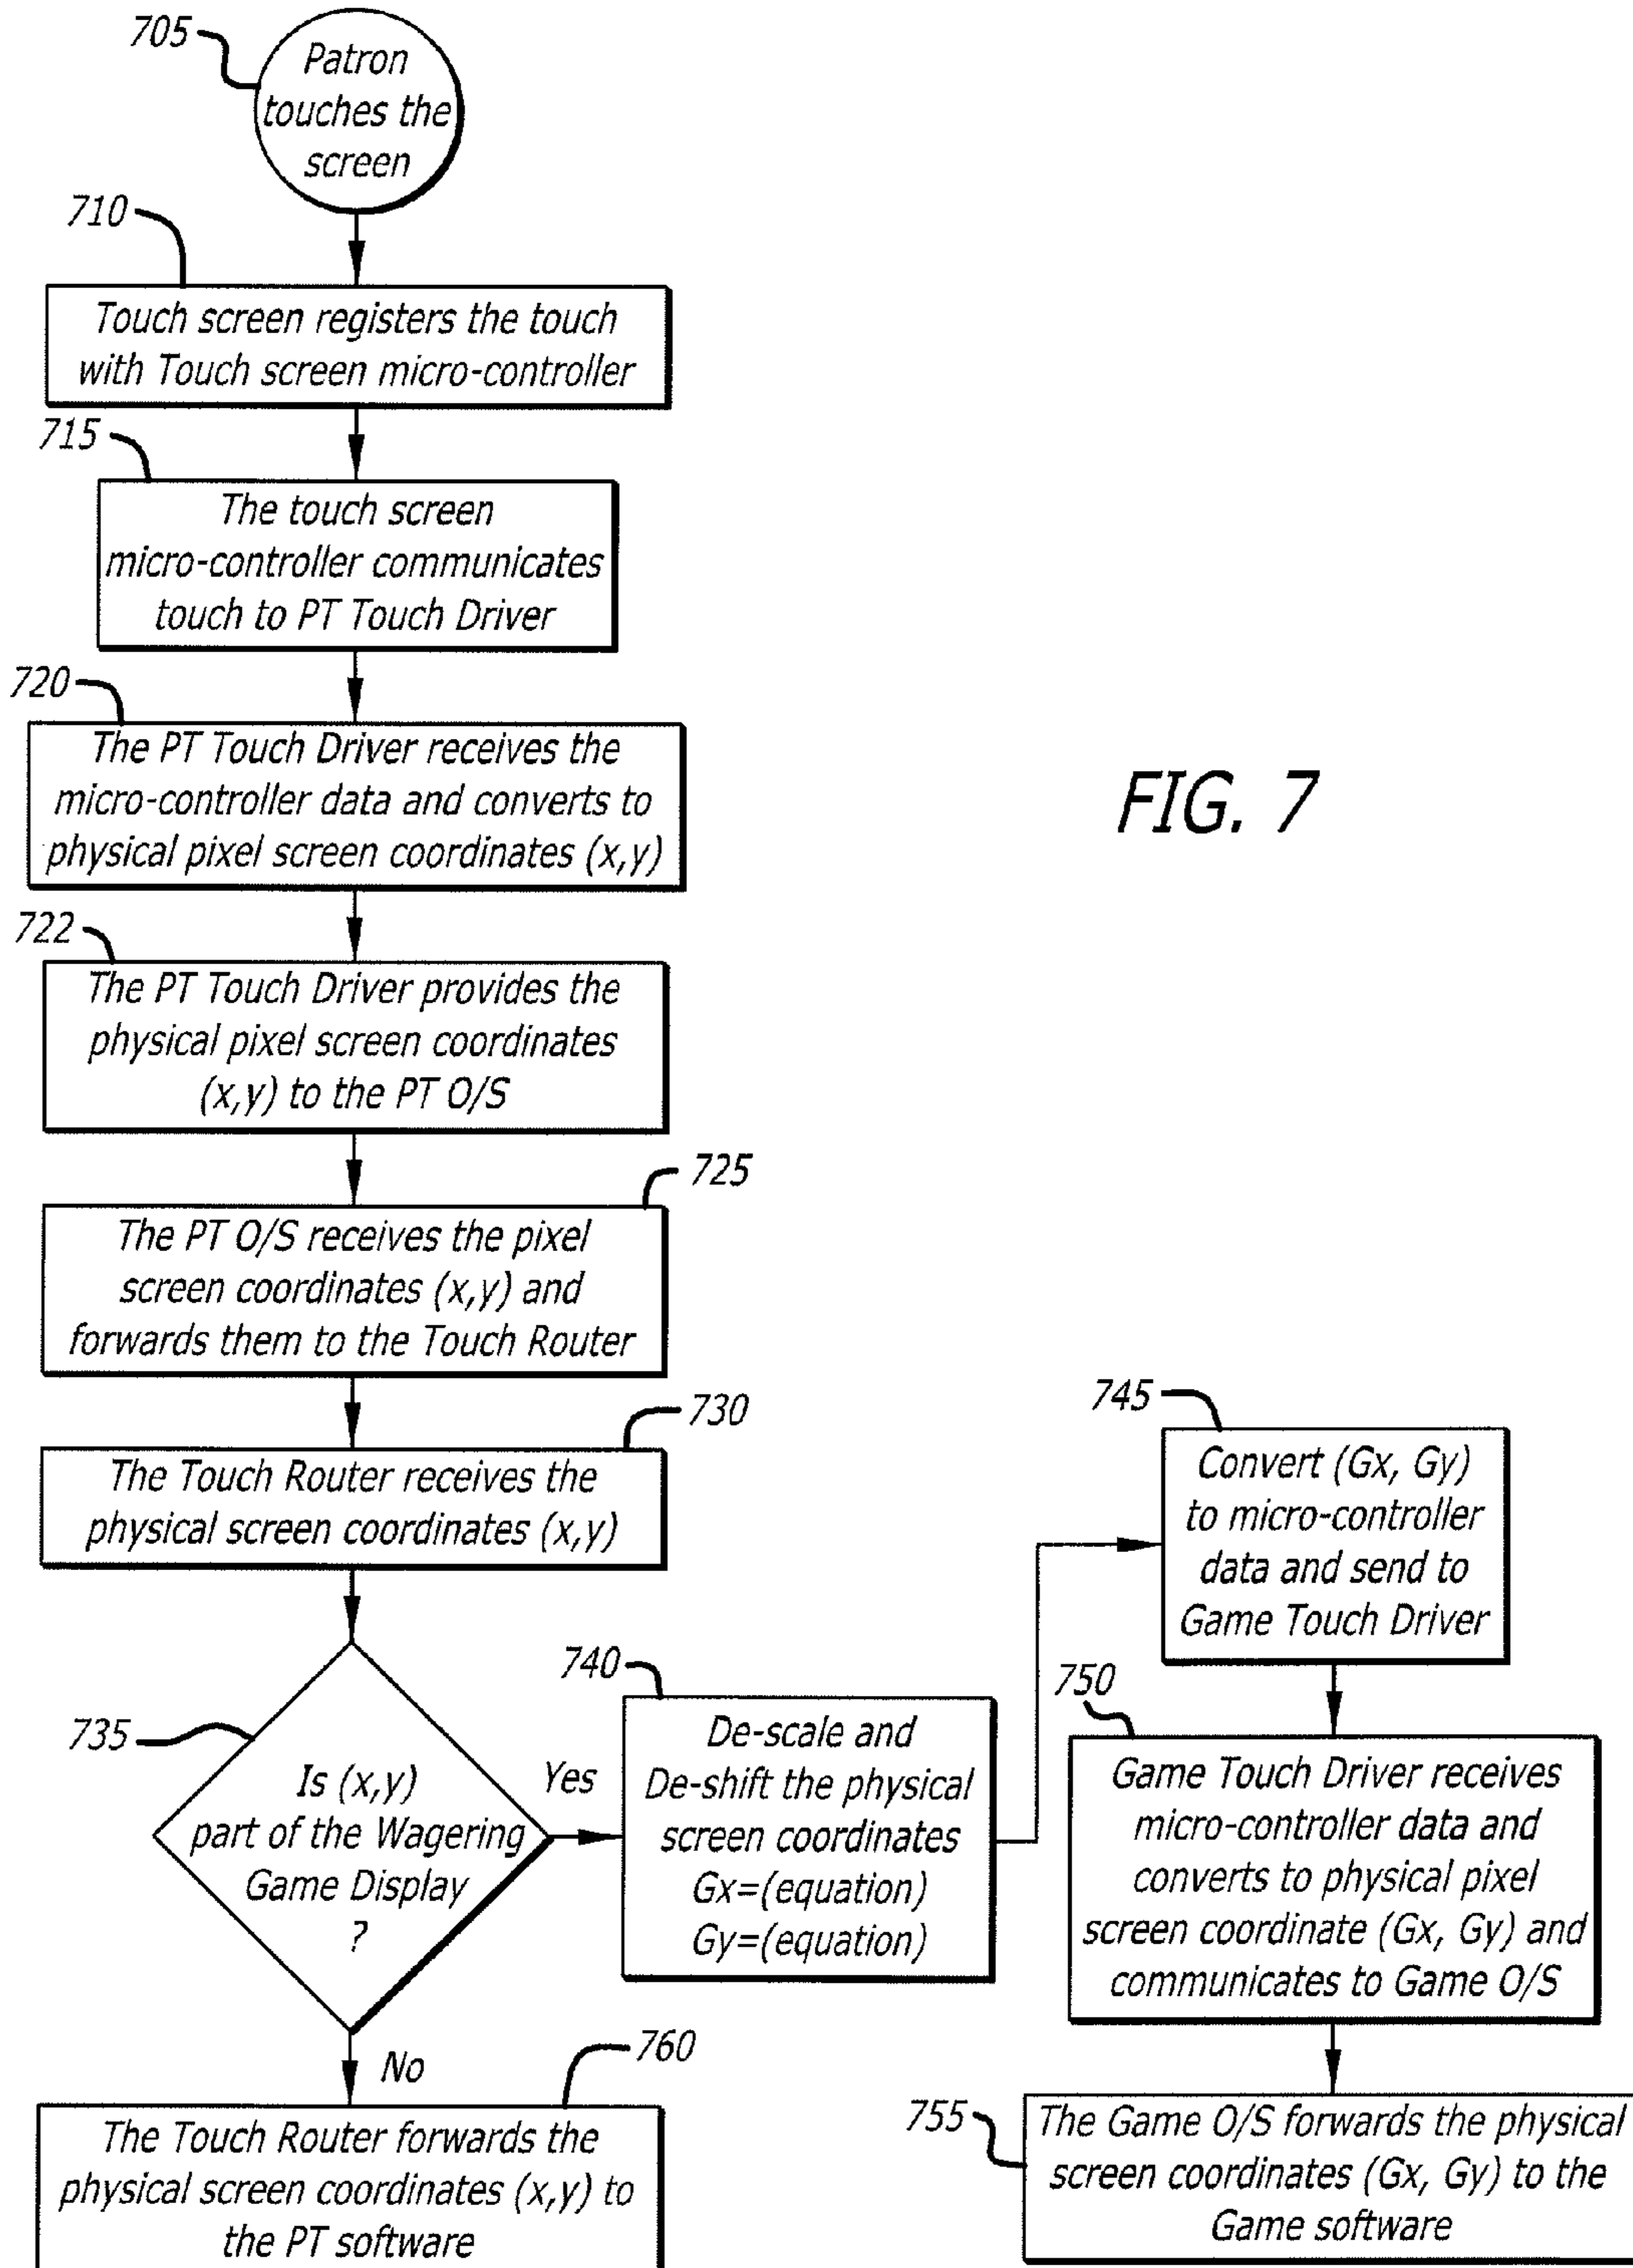 705
Patron
touches the
screen
710
Touch screen registers the touch
with Touch screen micro-controller
715
The touch screen
micro-controller communicates
touch to PT Touch Driver
720
The PT Touch Driver receives the
micro-controller data and converts to
physical pixel screen coordinates (x,y)
FIG. 7
722
The PT Touch Driver provides the
physical pixel screen coordinates
(x,y) to the PT O/S
725
The PT O/S receives the pixel
screen coordinates (x,y) and
forwards them to the Touch Router
730
The Touch Router receives the
physical screen coordinates (x,y)
735
Is (x,y)
part of the Wagering
Game Display
?
Yes
740
De-scale and
De-shift the physical
screen coordinates
Gx=(equation)
Gy=(equation)
745
Convert (Gx, Gy)
to micro-controller
data and send to
Game Touch Driver
750
Game Touch Driver receives
micro-controller data and
converts to physical pixel
screen coordinate (Gx, Gy) and
communicates to Game O/S
755
The Game O/S forwards the physical
screen coordinates (Gx, Gy) to the
Game software
No
760
The Touch Router forwards the
physical screen coordinates (x,y) to
the PT software